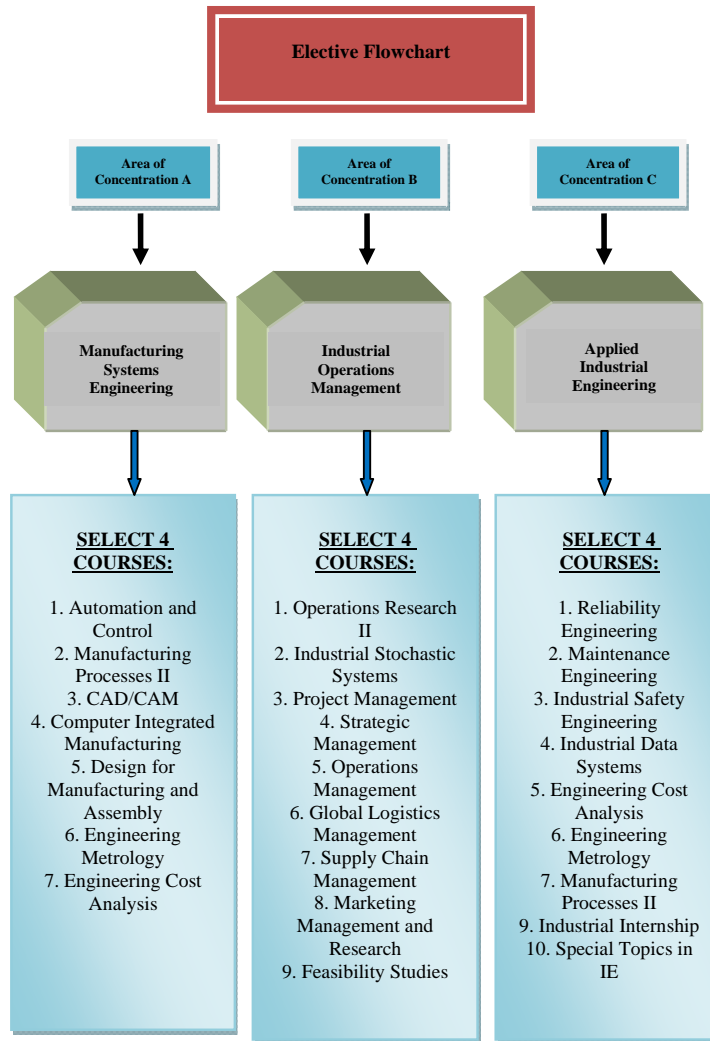 Elective Flowchart
Area of
Concentration A
Area of
Concentration B
Area of
Concentration C
Manufacturing
Systems
Engineering
Industrial
Operations
Management
Applied
Industrial
Engineering
SELECT 4
COURSES:
1. Automation and
Control
2. Manufacturing
Processes II
3. CAD/CAM
4. Computer Integrated
Manufacturing
5. Design for
Manufacturing and
Assembly
6. Engineering
Metrology
7. Engineering Cost
Analysis
SELECT 4
COURSES:
1. Operations Research
II
2. Industrial Stochastic
Systems
3. Project Management
4. Strategic
Management
5. Operations
Management
6. Global Logistics
Management
7. Supply Chain
Management
8. Marketing
Management and
Research
9. Feasibility Studies
SELECT 4
COURSES:
1. Reliability
Engineering
2. Maintenance
Engineering
3. Industrial Safety
Engineering
4. Industrial Data
Systems
5. Engineering Cost
Analysis
6. Engineering
Metrology
7. Manufacturing
Processes II
9. Industrial Internship
10. Special Topics in
IE